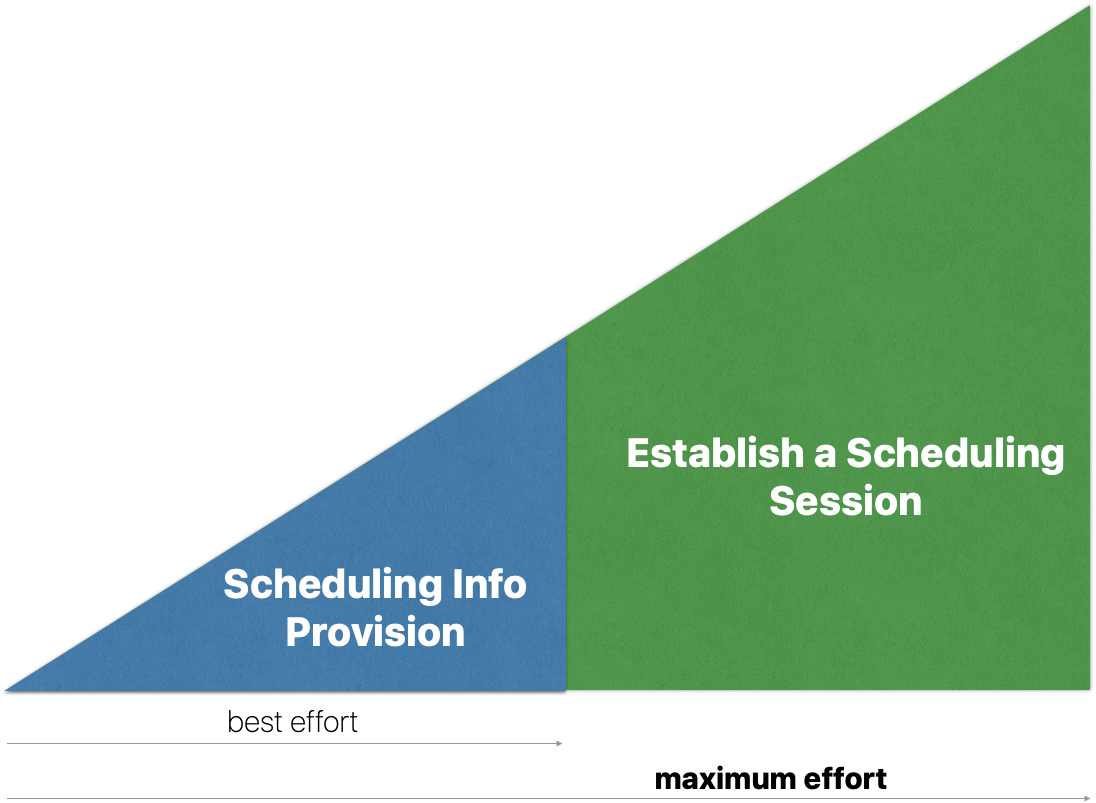 Establish a Scheduling
Session
Scheduling Info
Provision
best effort
maximum effort